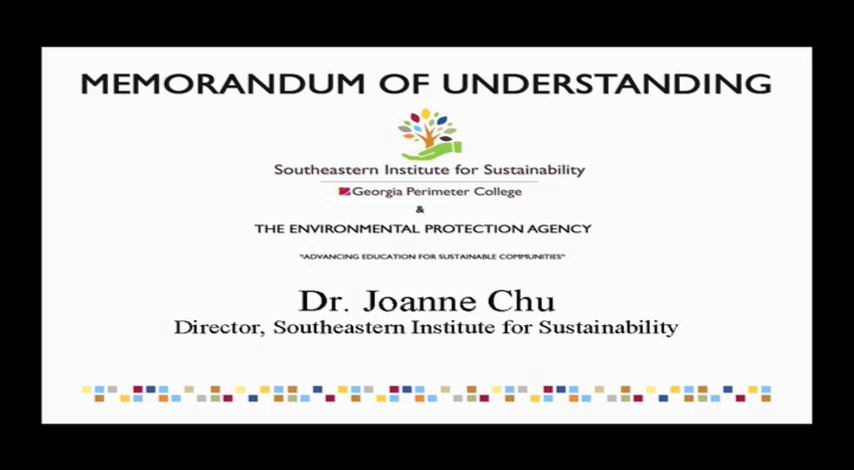 MEMORANDUM OF UNDERSTANDING
Southeastern Institute for Sustainability
Georgia Perimeter College
&
THE ENVIRONMENTAL PROTECTION AGENCY
"ADVANCING EDUCATION FOR SUSTAINABLE COMMUNITIES"
Dr. Joanne Chu
Director, Southeastern Institute for Sustainability